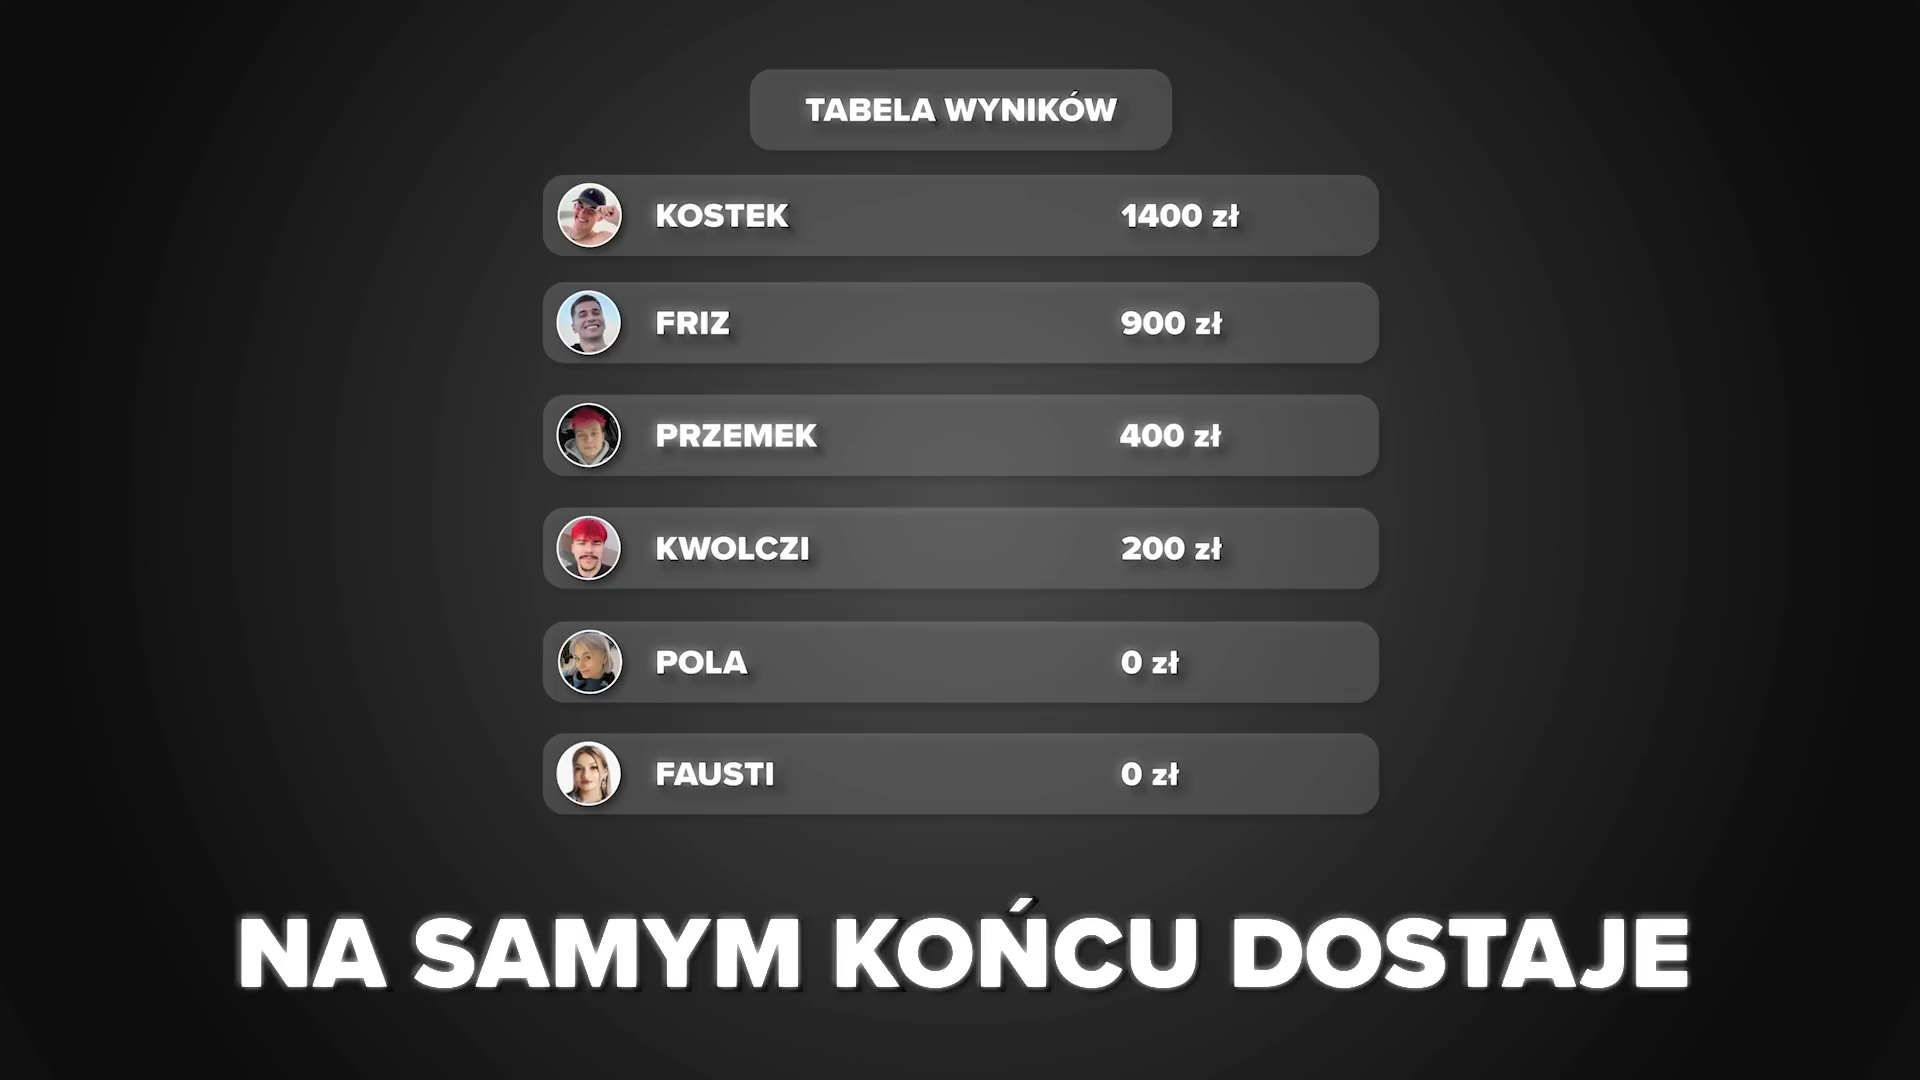 TABELA WYNIKÓW
KOSTEK 1400 zł
FRIZ 900 zł
PRZEMEK 400 zł
KWOLCZI 200 zł
POLA 0 zł
FAUSTI 0 zł
NA SAMYM KOŃCU DOSTAJE